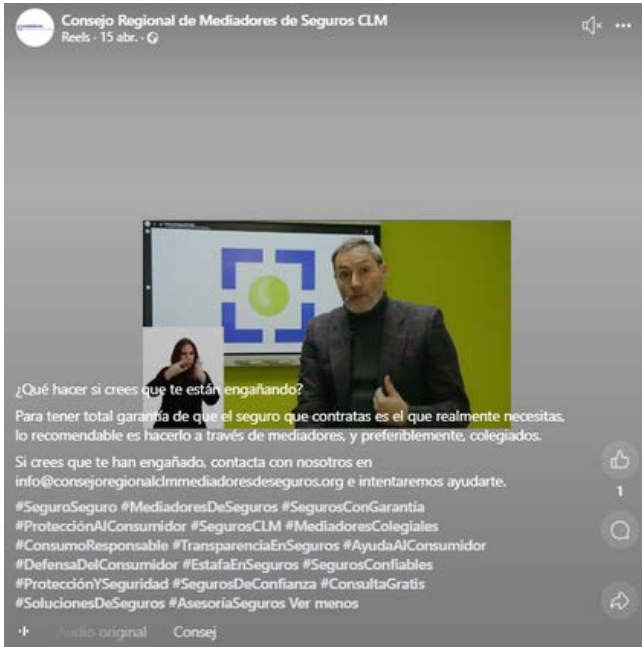 Consejo Regional de Mediadores de Seguros CLM
Reels · 15 abr. ·
¿Qué hacer si crees que te están engañando?
Para tener total garantía de que el seguro que contratas es el que realmente necesitas,
lo recomendable es hacerlo a través de mediadores, y preferiblemente, colegiados.
Si crees que te han engañado, contacta con nosotros en
info@consejoregionalclmmediadoresdeseguros.org e intentaremos ayudarte.
#SeguroSeguro #MediadoresDeSeguros #SegurosConGarantía
#ProtecciónAlConsumidor #SegurosCLM #MediadoresColegiales
#ConsumoResponsable #TransparenciaEnSeguros #AyudaAlConsumidor
#DefensaDelConsumidor #EstafaEnSeguros #SegurosConfiables
#ProtecciónYSeguridad #SegurosDeConfianza #ConsultaGratis
#SolucionesDeSeguros #AsesoríaSeguros Ver menos
1
Audio original Consej